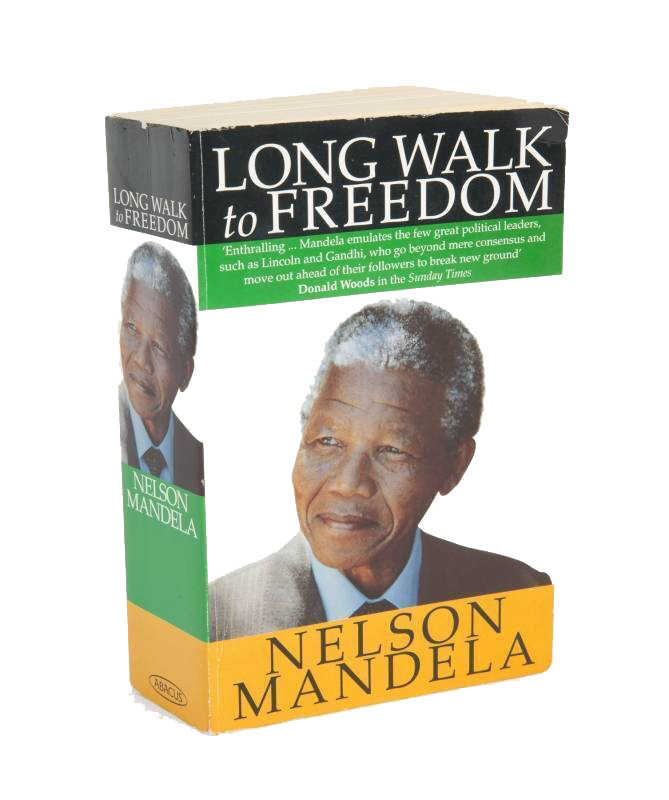 LONG WALK
to FREEDOM
'Enthralling ... Mandela emulates the few great political leaders,
such as Lincoln and Gandhi, who go beyond mere consensus and
move out ahead of their followers to break new ground'
Donald Woods in the Sunday Times
NELSON
MANDELA
LONG WALK
to FREEDOM
NELSON
MANDELA
ABACUS